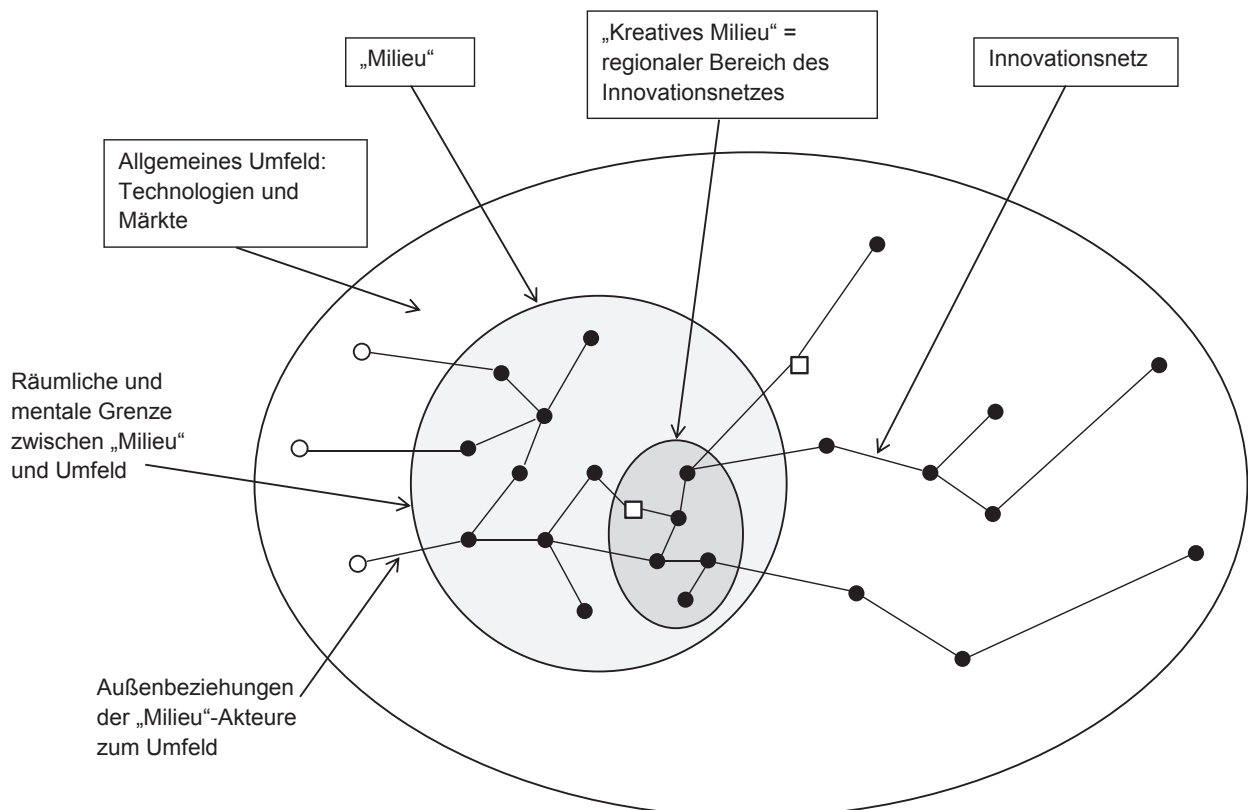 „Milieu“
„Kreatives Milieu“ =
regionaler Bereich des
Innovationsnetzes
Innovationsnetz
Allgemeines Umfeld:
Technologien und
Märkte
Räumliche und
mentale Grenze
zwischen „Milieu“
und Umfeld
Außenbeziehungen
der „Milieu“-Akteure
zum Umfeld